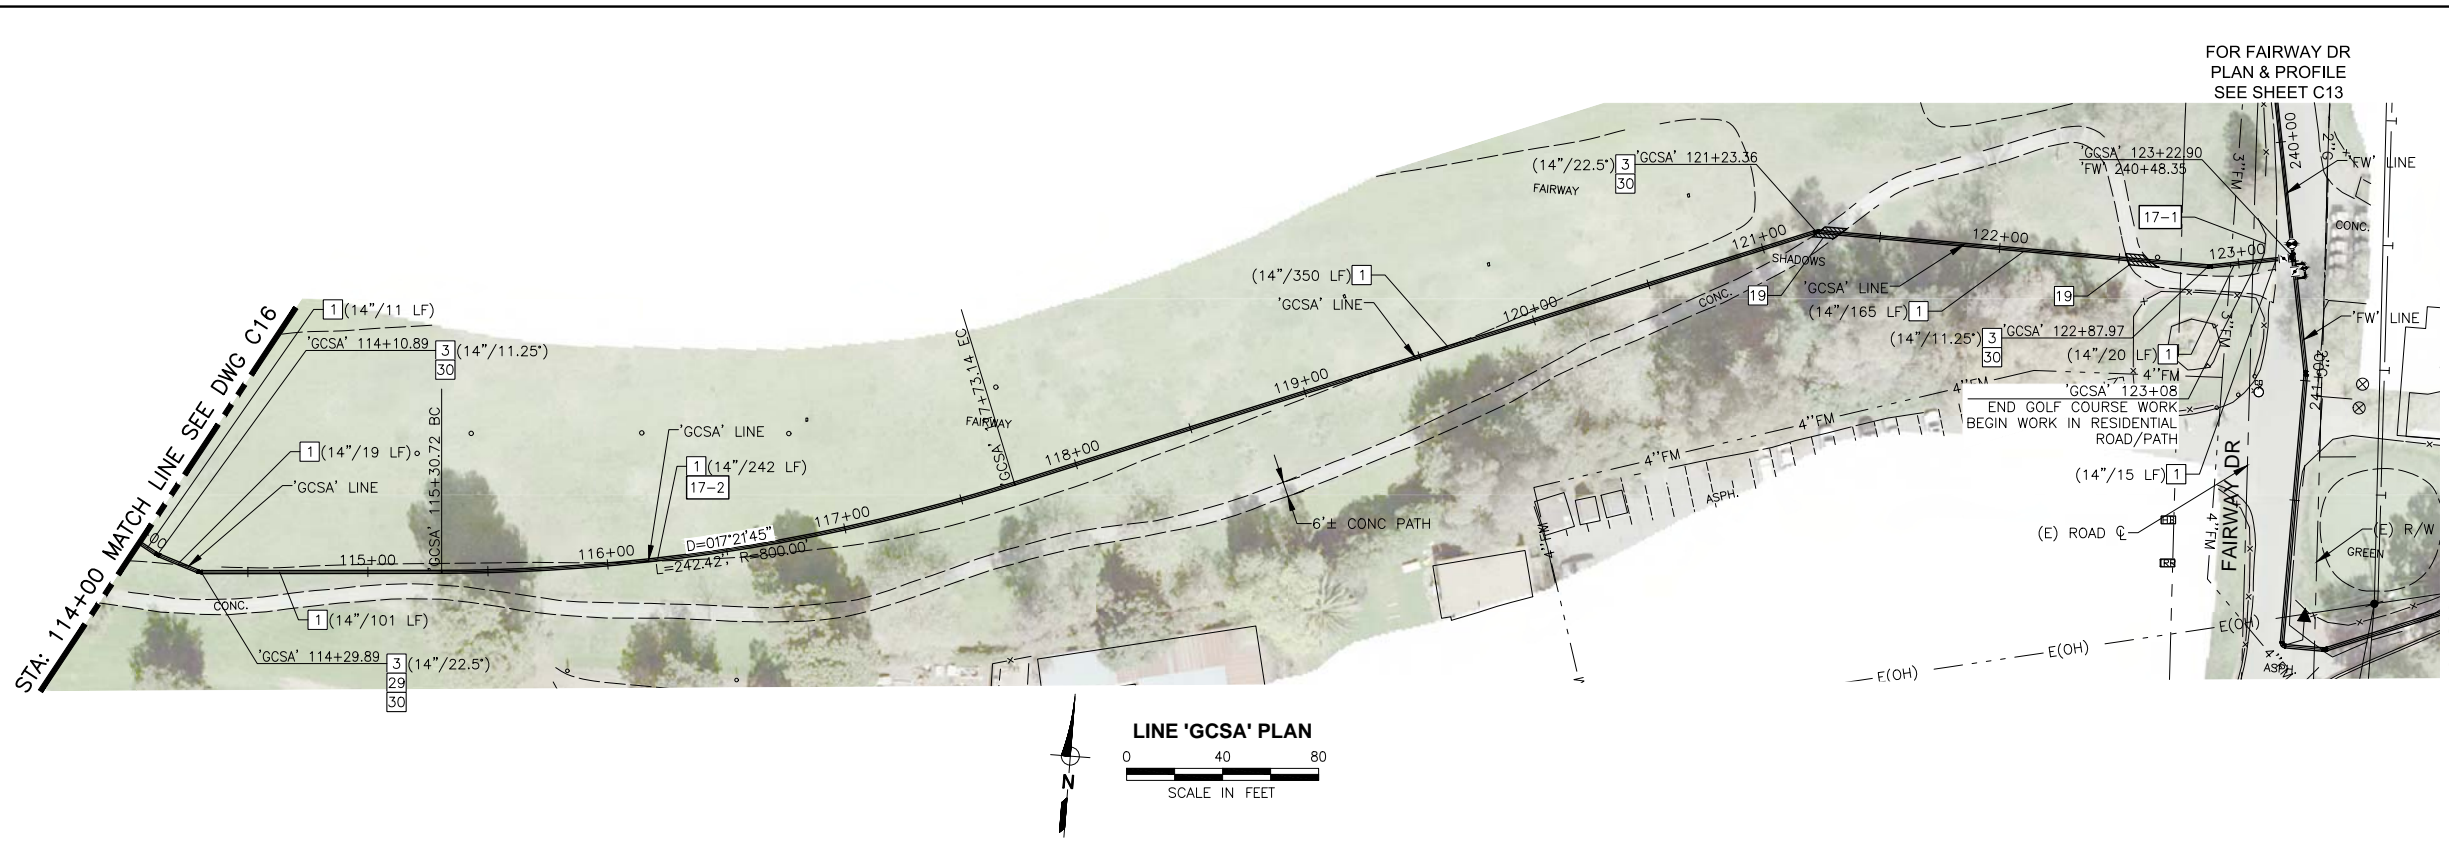 FOR FAIRWAY DR
PLAN & PROFILE
SEE SHEET C13
STA: 114+00 MATCH LINE SEE DWG C16
1 (14"/11 LF)
'GCSA' 114+10.89
3 (14"/11.25°)
30
1 (14"/19 LF)
'GCSA' LINE
'GCSA' 115+30.72 BC
115+00
CONC.
1 (14"/101 LF)
'GCSA' 114+29.89
3 (14"/22.5°)
29
30
116+00
'GCSA' LINE
1 (14"/242 LF)
17-2
D=017°21'45"
L=242.42', R=800.00'
117+00
FAIRWAY
'GCSA' 117+73.14 EC
118+00
119+00
(14"/350 LF) 1
'GCSA' LINE
120+00
6'± CONC PATH
(14"/22.5°) 3
30
'GCSA' 121+23.36
FAIRWAY
121+00
SHADOWS
CONC.
19
122+00
'GCSA' LINE
(14"/165 LF) 1
(14"/11.25°) 3
30
'GCSA' 122+87.97
19
(14"/20 LF) 1
'GCSA' 123+08
END GOLF COURSE WORK
BEGIN WORK IN RESIDENTIAL
ROAD/PATH
(14"/15 LF) 1
(E) ROAD ℄
FAIRWAY DR
'GCSA' 123+22.90
'FW' 240+48.35
17-1
123+00
3"FM
3"FM
240+00
2"G
'FW' LINE
CONC.
'FW' LINE
2"G
241+00
4"FM
4"FM
4"FM
4"FM
4"FM
4"FM
4"FM
4"FM
ASPH.
(E) R/W
GREEN
E(OH)
E(OH)
E(OH)
ASPH.
LINE 'GCSA' PLAN
0 40 80
SCALE IN FEET
N